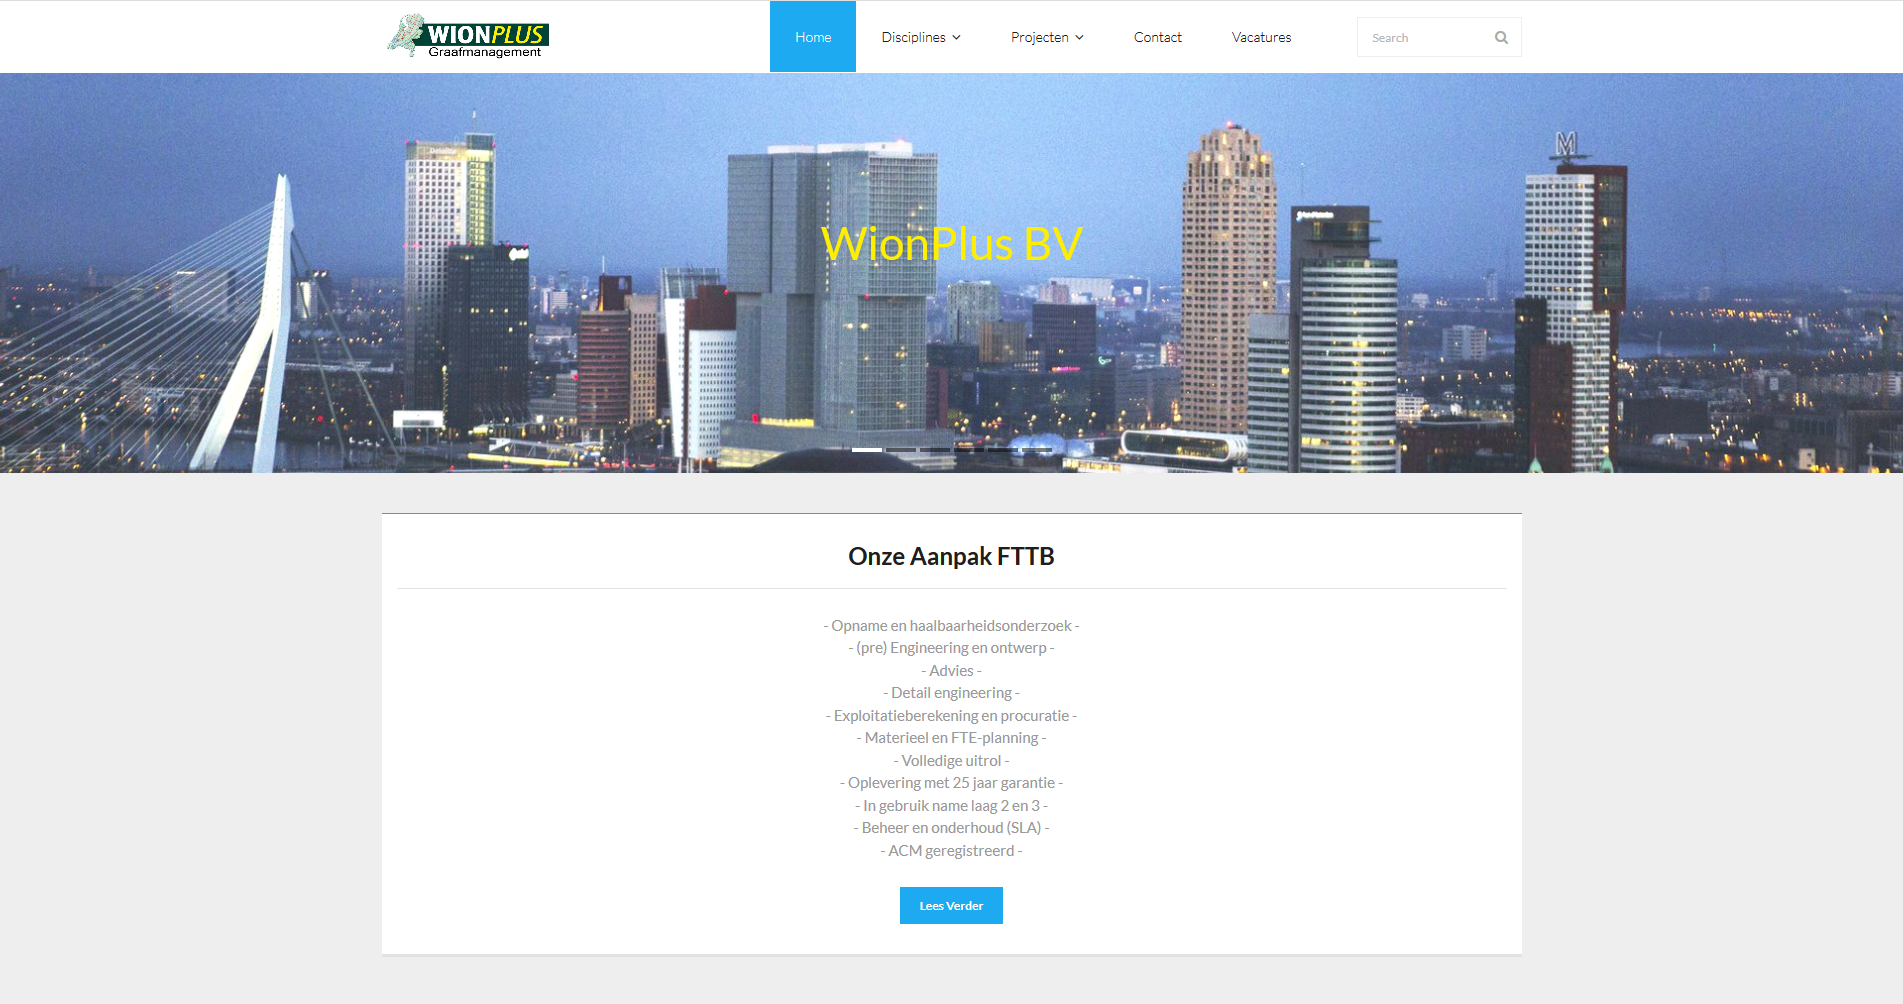 WIONPLUS
Graafmanagement
Home
Disciplines
Projecten
Contact
Vacatures
Search
Deloitte
M
WionPlus BV
Onze Aanpak FTTB
- Opname en haalbaarheidsonderzoek -
- (pre) Engineering en ontwerp -
- Advies -
- Detail engineering -
- Exploitatieberekening en procuratie -
- Materieel en FTE-planning -
- Volledige uitrol -
- Oplevering met 25 jaar garantie -
- In gebruik name laag 2 en 3 -
- Beheer en onderhoud (SLA) -
- ACM geregistreerd -
Lees Verder